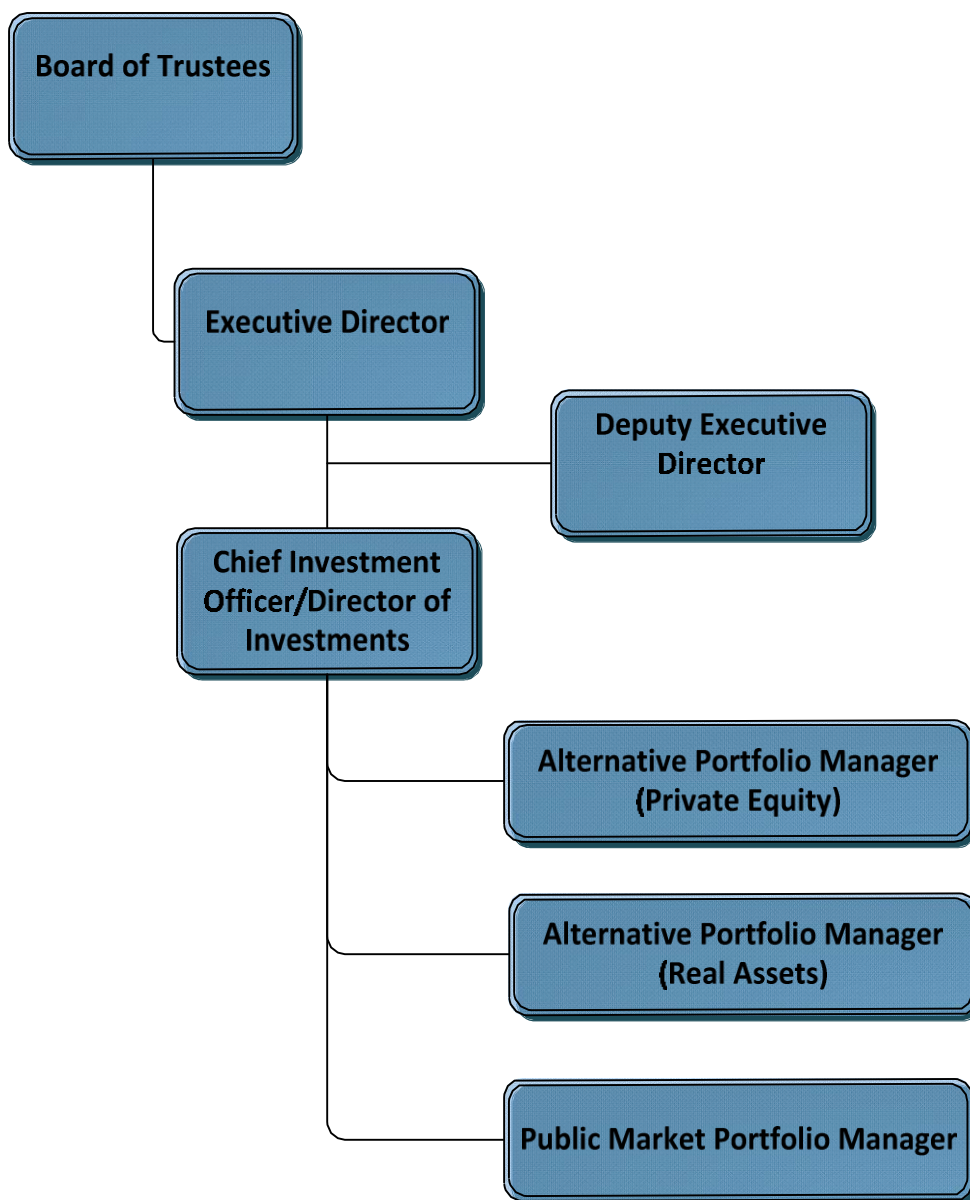 Board of Trustees
Executive Director
Deputy Executive
Director
Chief Investment
Officer/Director of
Investments
Alternative Portfolio Manager
(Private Equity)
Alternative Portfolio Manager
(Real Assets)
Public Market Portfolio Manager